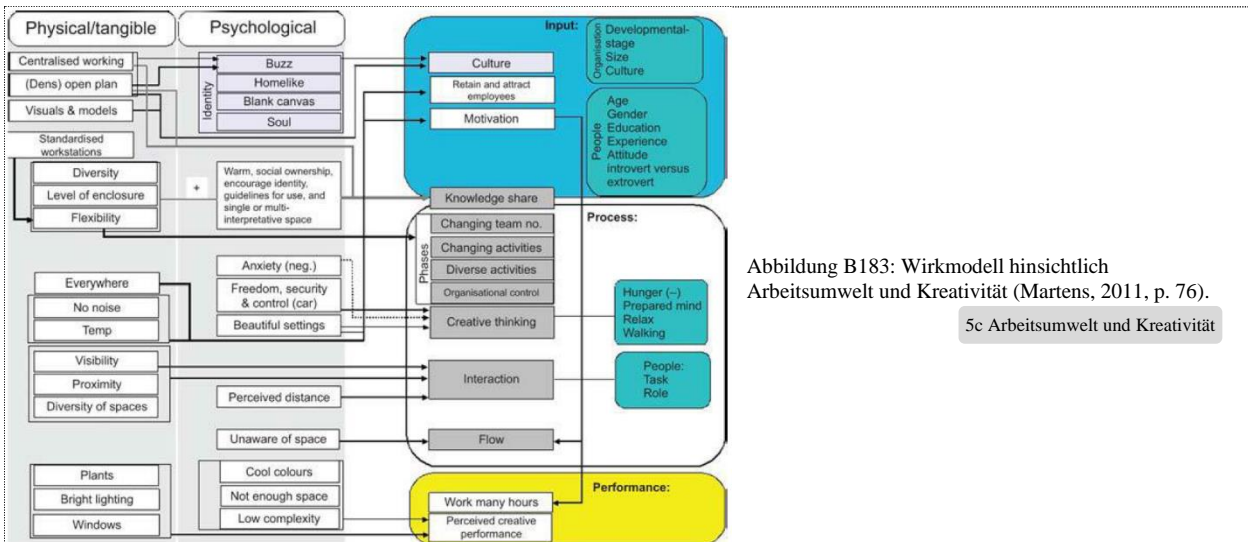 Physical/tangible
Centralised working
(Dens) open plan
Visuals & models
Standardised
workstations
Diversity
Level of enclosure
Flexibility
Everywhere
No noise
Temp
Visibility
Proximity
Diversity of spaces
Plants
Bright lighting
Windows
Psychological
Identity
Buzz
Homelike
Blank canvas
Soul
+
Warm, social ownership,
encourage identity,
guidelines for use, and
single or multi-
interpretative space
Anxiety (neg.)
Freedom, security
& control (car)
Beautiful settings
Perceived distance
Unaware of space
Cool colours
Not enough space
Low complexity
Input:
Culture
Retain and attract
employees
Motivation
Organisation
Developmental-
stage
Size
Culture
People
Age
Gender
Education
Experience
Attitude
introvert versus
extrovert
Knowledge share
Process:
Phases
Changing team no.
Changing activities
Diverse activities
Organisational control
Creative thinking
Hunger (–)
Prepared mind
Relax
Walking
Interaction
People:
Task
Role
Flow
Performance:
Work many hours
Perceived creative
performance
Abbildung B183: Wirkmodell hinsichtlich
Arbeitsumwelt und Kreativität (Martens, 2011, p. 76).
5c Arbeitsumwelt und Kreativität